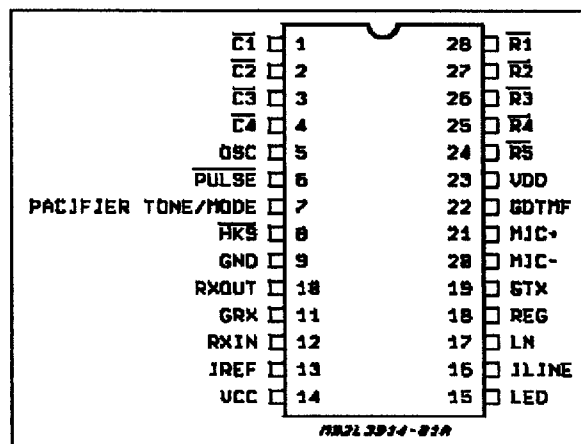 C1 1 28 R1
C2 2 27 R2
C3 3 26 R3
C4 4 25 R4
OSC 5 24 R5
PULSE 6 23 VDD
PACIFIER TONE/MODE 7 22 GDTMF
HKS 8 21 MIC+
GND 9 20 MIC-
RXOUT 10 19 GTX
GRX 11 18 REG
RXIN 12 17 LN
IREF 13 16 ILINE
VCC 14 15 LED